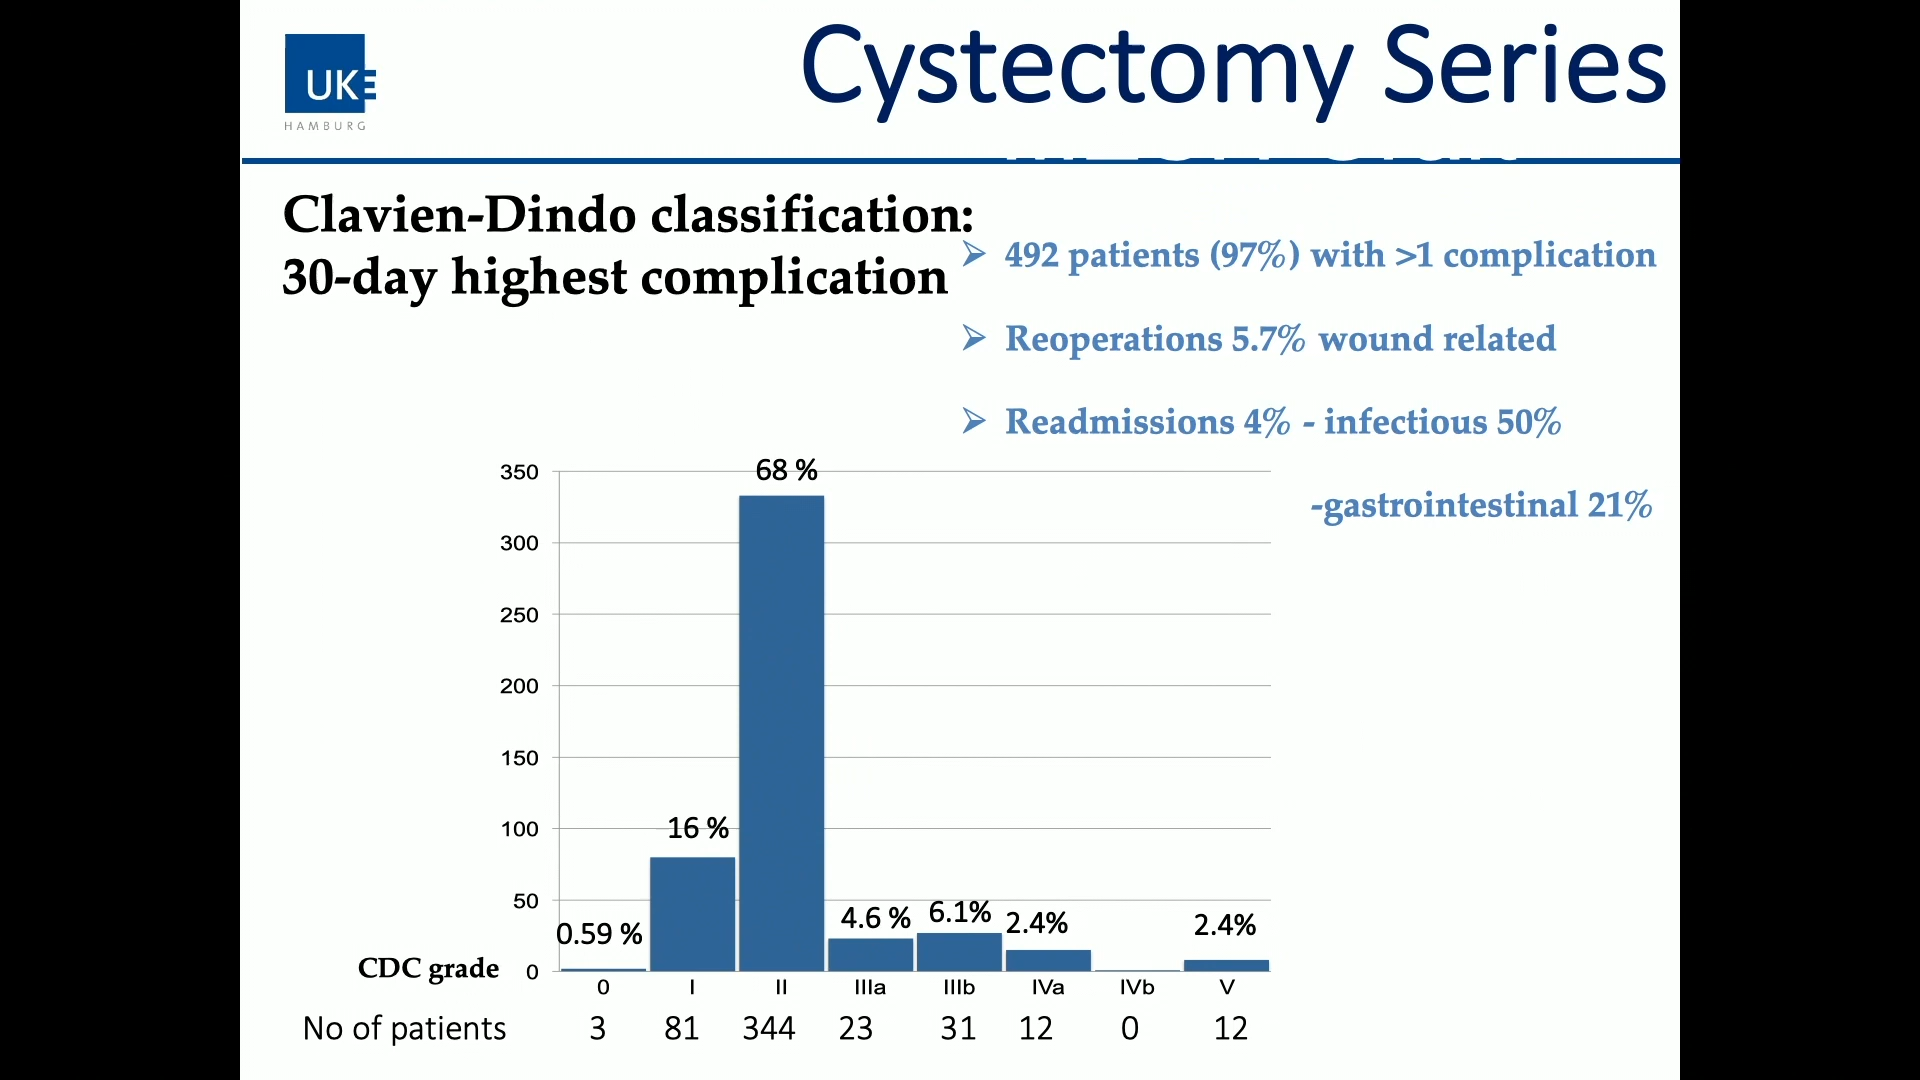 UKE
HAMBURG
Cystectomy Series
Clavien-Dindo classification:
30-day highest complication
➢ 492 patients (97%) with >1 complication
➢ Reoperations 5.7% wound related
➢ Readmissions 4% - infectious 50%
-gastrointestinal 21%
350
300
250
200
150
100
50
0
0.59 %
16 %
68 %
4.6 %
6.1%
2.4%
2.4%
CDC grade
0 I II IIIa IIIb IVa IVb V
No of patients 3 81 344 23 31 12 0 12